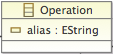 Operation
alias : EString